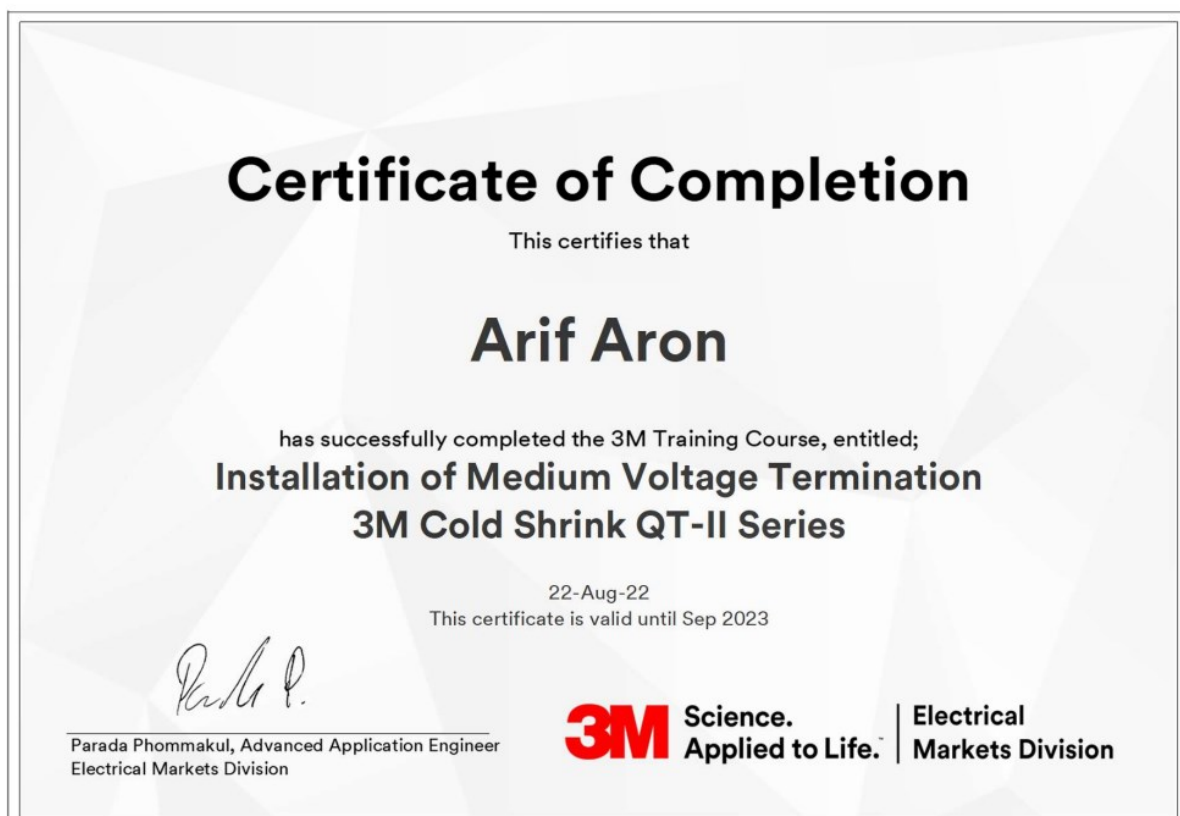 Certificate of Completion
This certifies that
Arif Aron
has successfully completed the 3M Training Course, entitled;
Installation of Medium Voltage Termination
3M Cold Shrink QT-II Series
22-Aug-22
This certificate is valid until Sep 2023
Parada Phommakul, Advanced Application Engineer
Electrical Markets Division
3M
Science.
Applied to Life.™
Electrical
Markets Division